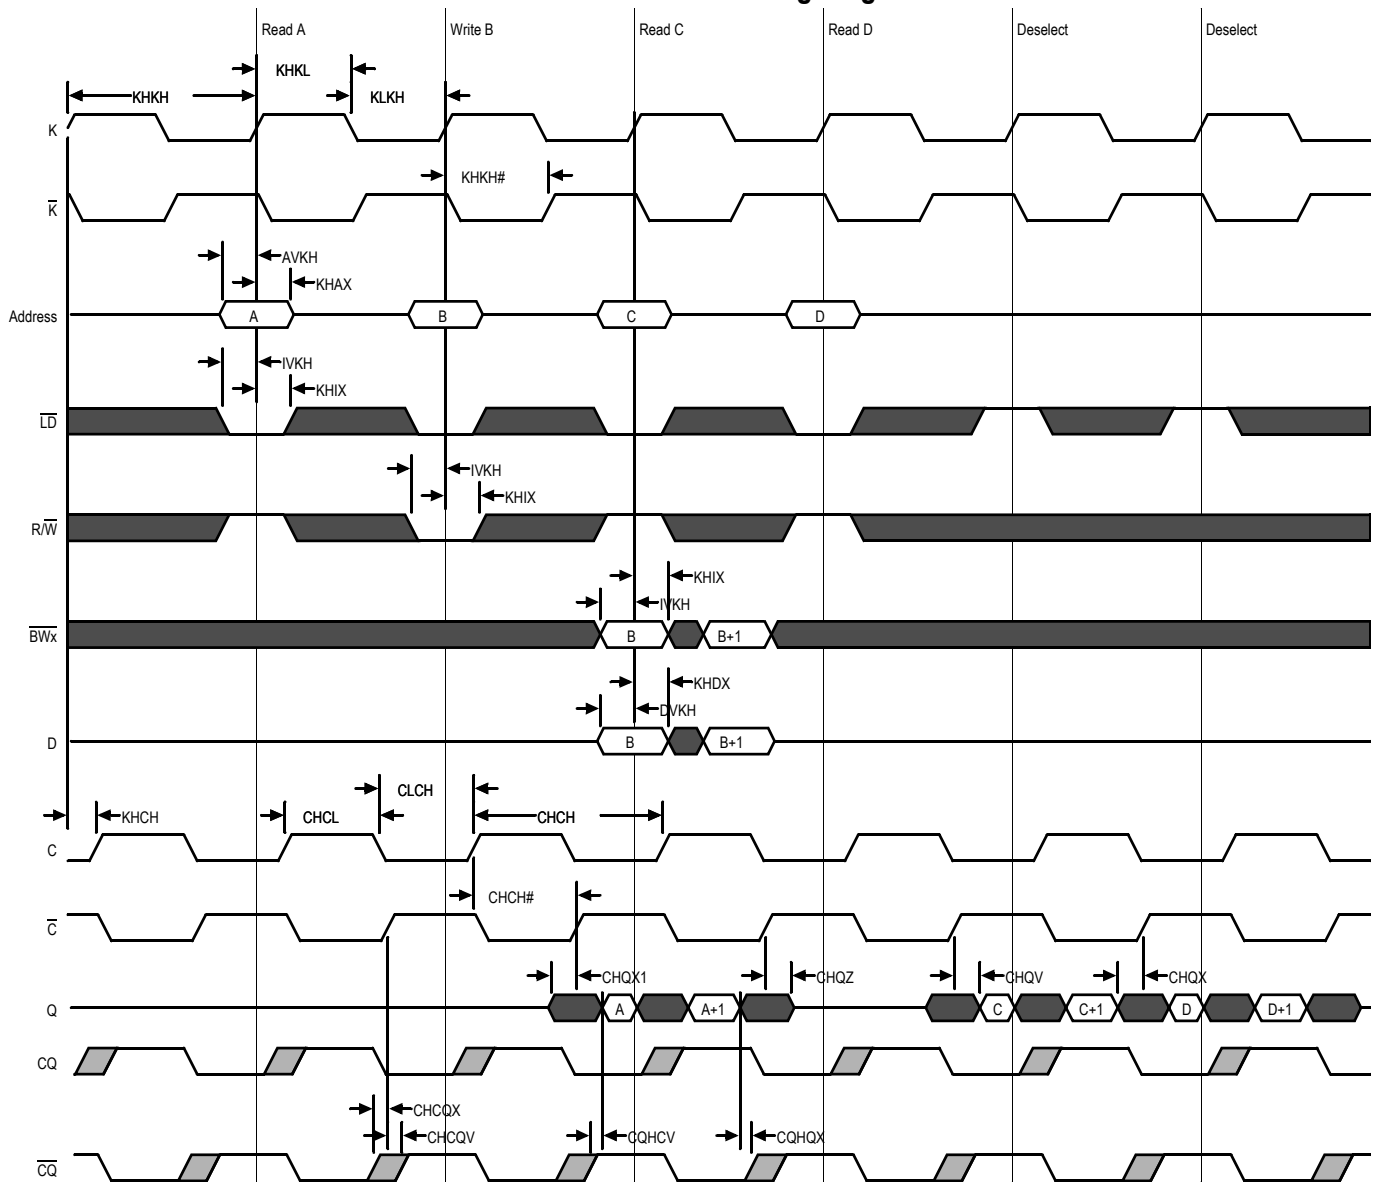 Read A Write B Read C Read D Deselect Deselect
KHKL
KHKH KLKH
K
KHKH#
K
AVKH
KHAX
Address A B C D
IVKH
KHIX
LD
IVKH
KHIX
R/W
KHIX
IVKH
BWx B B+1
KHDX
DVKH
D B B+1
CLCH
KHCH CHCL CHCH
C
CHCH#
C
CHQX1 CHQZ CHQV CHQX
Q A A+1 C C+1 D D+1
CQ
CHCQX
CHCQV CQHCV CQHQX
CQ